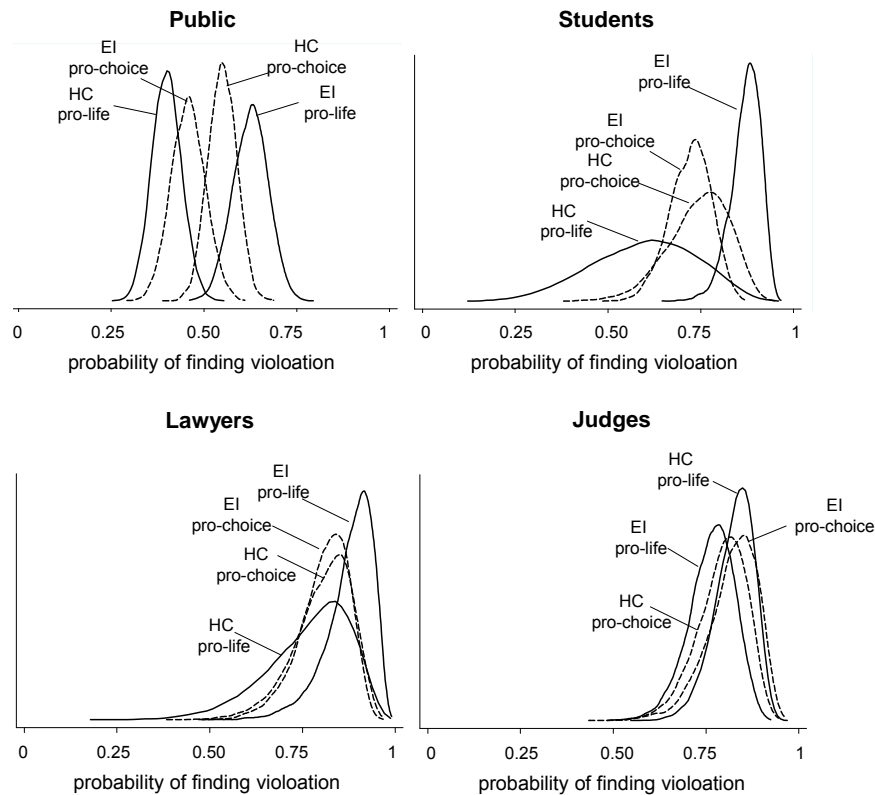 Public
EI
pro-choice
HC
pro-choice
HC
pro-life
EI
pro-life
0
0.25
0.50
0.75
1
probability of finding violoation
Students
EI
pro-life
EI
pro-choice
HC
pro-choice
HC
pro-life
0
0.25
0.50
0.75
1
probability of finding violoation
Lawyers
EI
pro-life
EI
pro-choice
HC
pro-choice
HC
pro-life
0
0.25
0.50
0.75
1
probability of finding violoation
Judges
HC
pro-life
EI
pro-choice
EI
pro-life
HC
pro-choice
0
0.25
0.50
0.75
1
probability of finding violoation